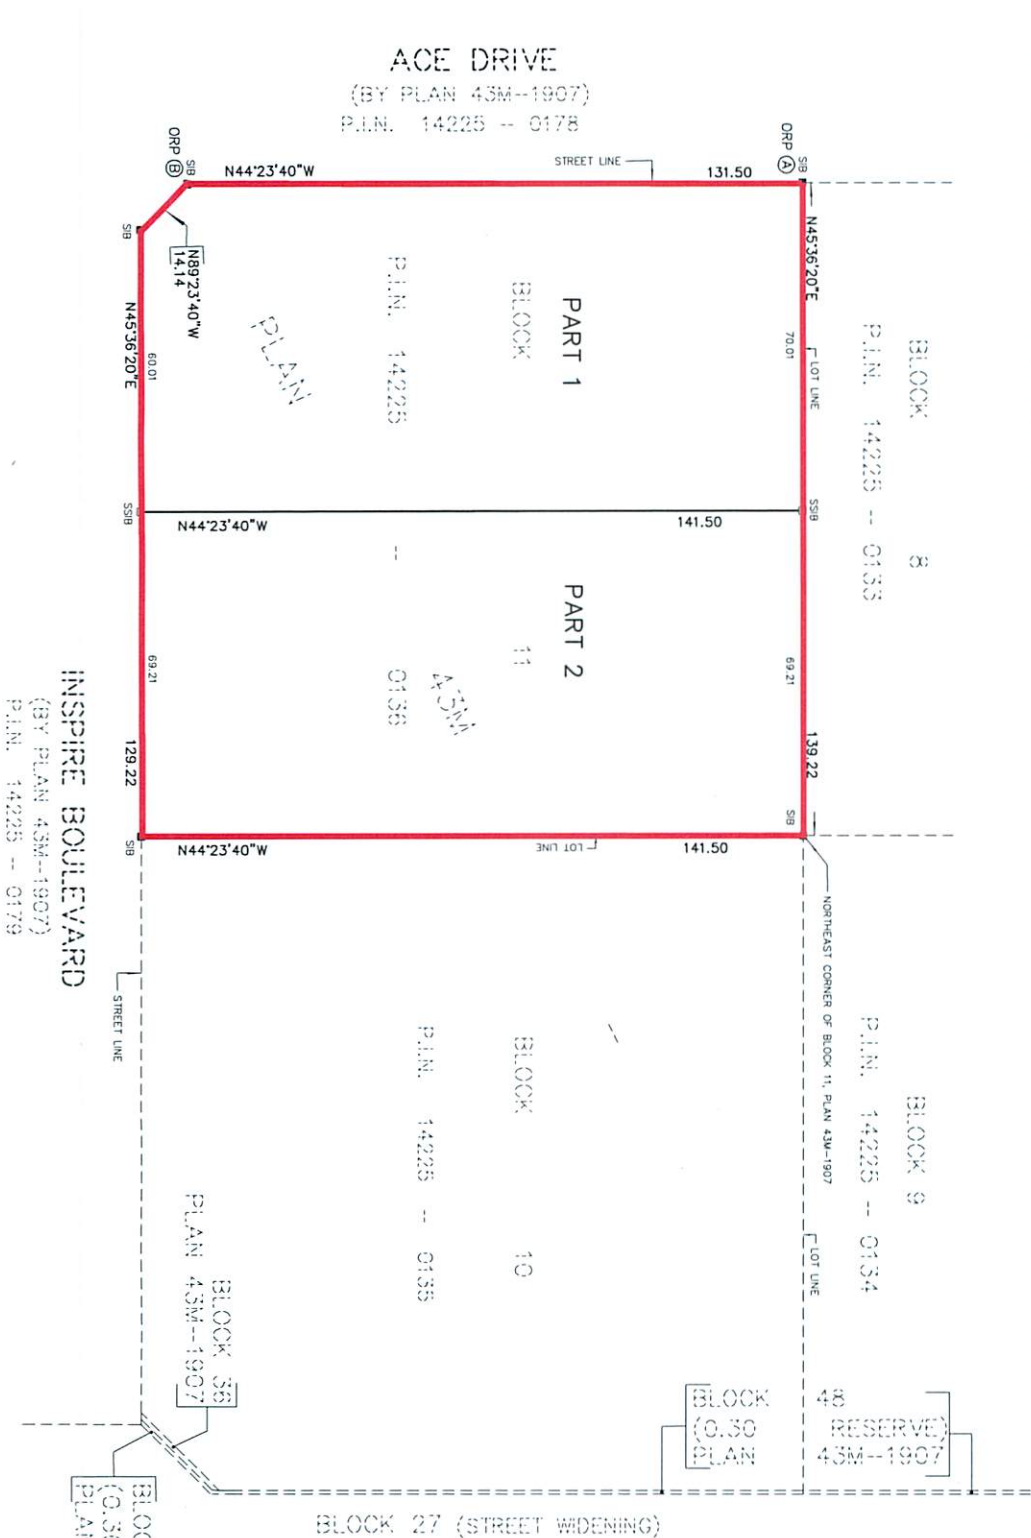 ACE DRIVE
(BY PLAN 43M-1907)
P.I.N. 14225 - 0178
ORP B
SIB
N44°23'40"W
STREET LINE
131.50
ORP A
SIB
N45°36'20"E
70.01
LOT LINE
SIB
N89°23'40"W
14.14
N45°36'20"E
60.01
PART 1
BLOCK 11
P.I.N. 14225 -- 0136
PLAN 43M
BLOCK 8
P.I.N. 14225 -- 0133
SSIB
N44°23'40"W
141.50
SSIB
PART 2
69.21
139.22
SIB
69.21
129.22
SIB
N44°23'40"W
LOT LINE
141.50
INSPIRE BOULEVARD
(BY PLAN 43M-1907)
P.I.N. 14225 -- 0179
STREET LINE
NORTHEAST CORNER OF BLOCK 11, PLAN 43M-1907
BLOCK 10
P.I.N. 14225 -- 0135
BLOCK 9
P.I.N. 14225 -- 0134
LOT LINE
BLOCK 36
PLAN 43M-1907
BLOCK 48
(0.30 RESERVE)
PLAN 43M-1907
BLOCK 27 (STREET WIDENING)